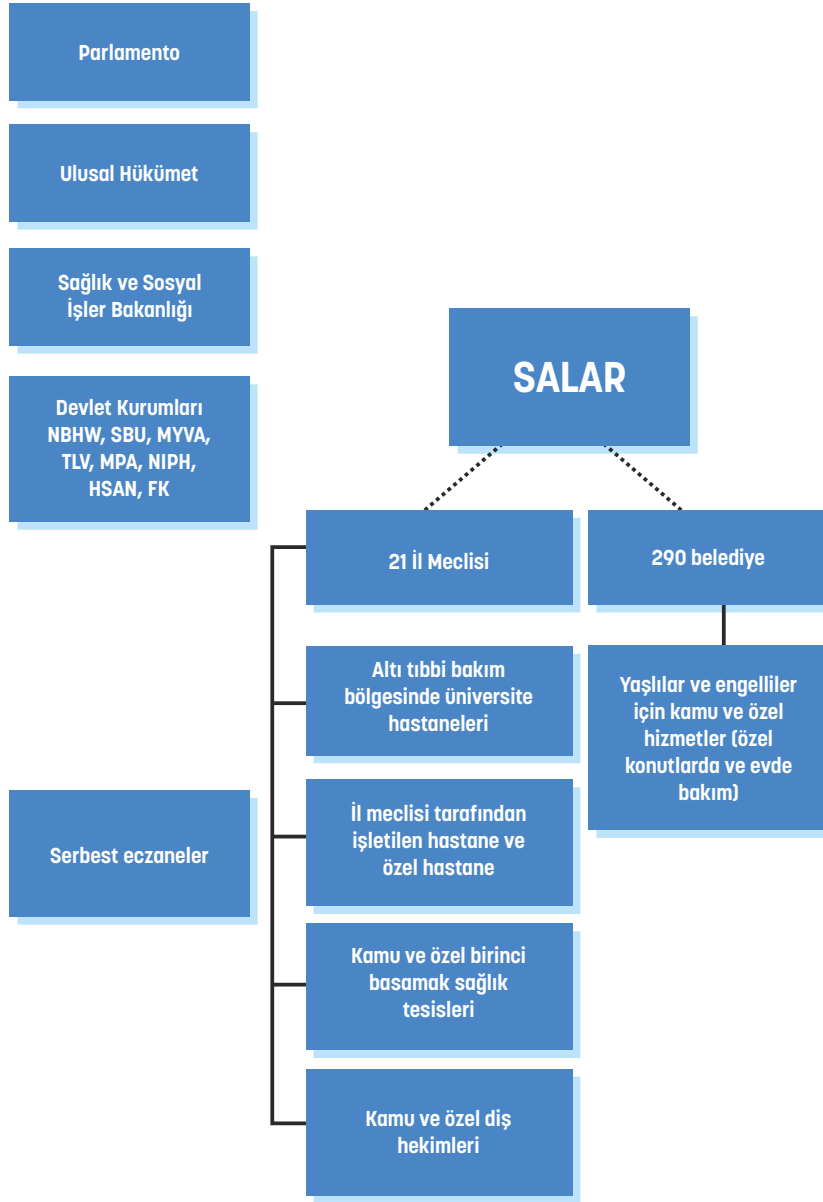 Parlamento
Ulusal Hükümet
Sağlık ve Sosyal
İşler Bakanlığı
Devlet Kurumları
NBHW, SBU, MYVA,
TLV, MPA, NIPH,
HSAN, FK
SALAR
21 İl Meclisi
290 belediye
Altı tıbbi bakım
bölgesinde üniversite
hastaneleri
Yaşlılar ve engelliler
için kamu ve özel
hizmetler (özel
konutlarda ve evde
bakım)
Serbest eczaneler
İl meclisi tarafından
işletilen hastane ve
özel hastane
Kamu ve özel birinci
basamak sağlık
tesisleri
Kamu ve özel diş
hekimleri